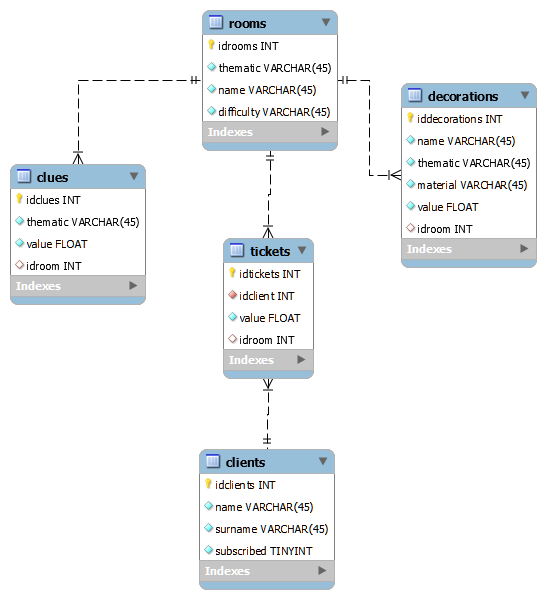 rooms
idrooms INT
thematic VARCHAR(45)
name VARCHAR(45)
difficulty VARCHAR(45)
Indexes
decorations
iddecorations INT
name VARCHAR(45)
thematic VARCHAR(45)
material VARCHAR(45)
value FLOAT
idroom INT
Indexes
clues
idclues INT
thematic VARCHAR(45)
value FLOAT
idroom INT
Indexes
tickets
idtickets INT
idclient INT
value FLOAT
idroom INT
Indexes
clients
idclients INT
name VARCHAR(45)
surname VARCHAR(45)
subscribed TINYINT
Indexes